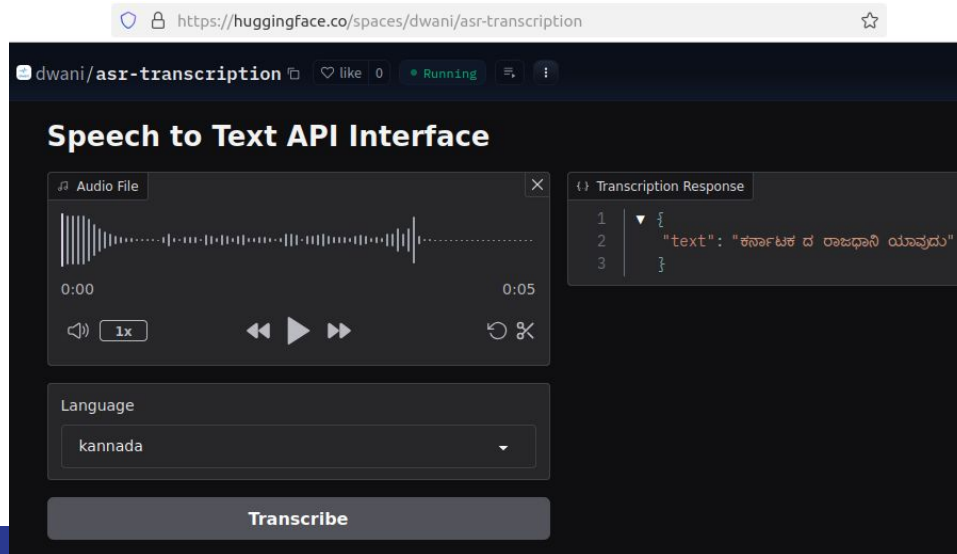 https://huggingface.co/spaces/dwani/asr-transcription
dwani/asr-transcription like 0 Running
Speech to Text API Interface
Audio File
0:00 0:05
1x
Language
kannada
Transcribe
{..} Transcription Response
1 {
2 "text": "ಕರ್ನಾಟಕ ದ ರಾಜಧಾನಿ ಯಾವುದು"
3 }